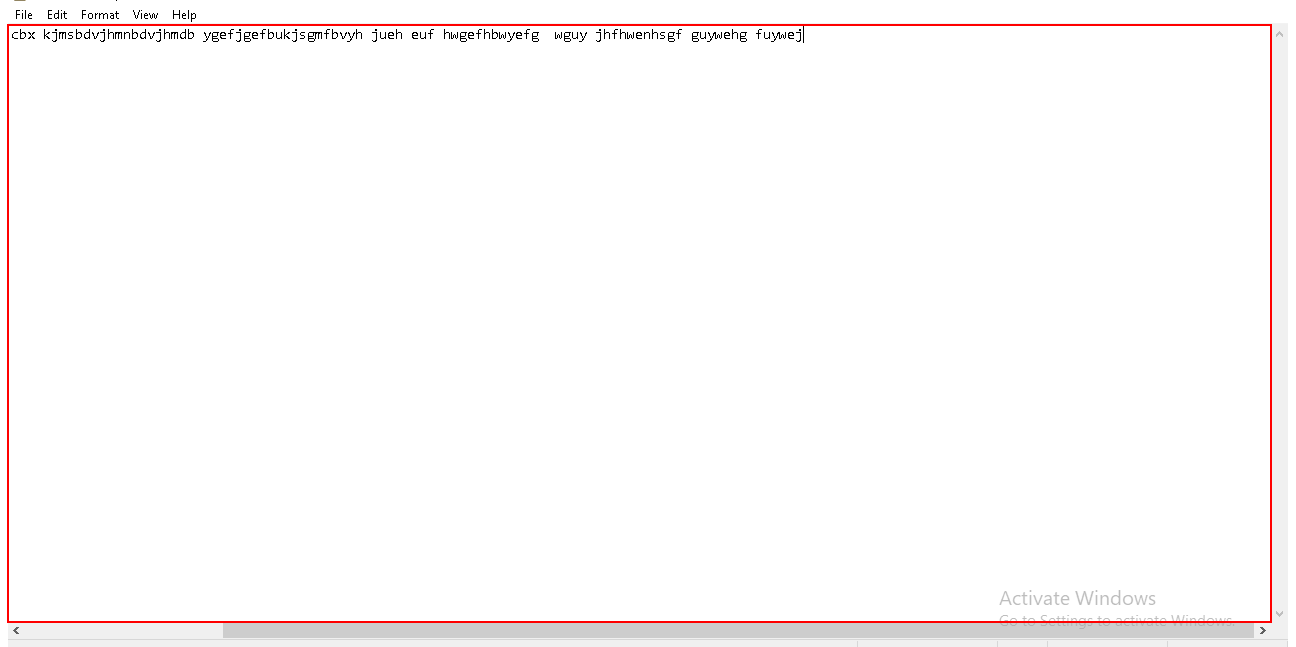 File Edit Format View Help
cbx kjmsbdvjhmnbdvjhmdb ygefjgefbukjsgmfbvyh jueh euf hwgefhbwyefg  wguy jhfhwenhsgf guywehg fuywej
Activate Windows
Go to Settings to activate Windows.